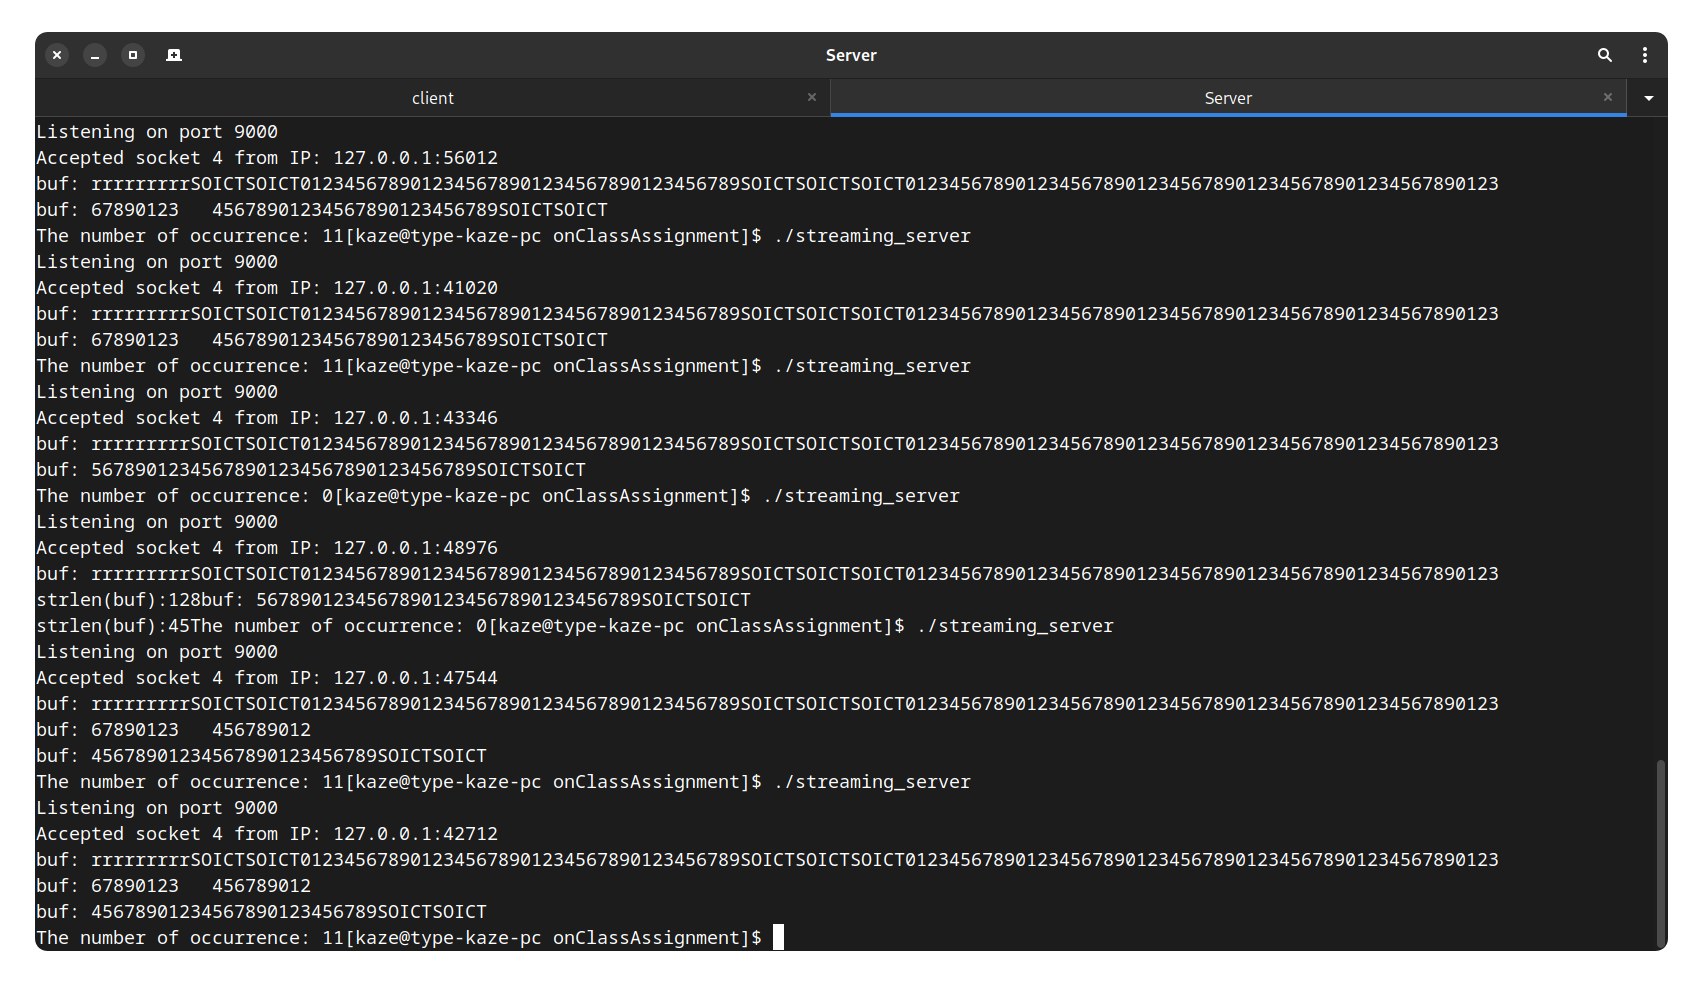 Server
client
Server
Listening on port 9000
Accepted socket 4 from IP: 127.0.0.1:56012
buf: rrrrrrrrrSOICTSOICT0123456789012345678901234567890123456789SOICTSOICTSOICT012345678901234567890123456789012345678901234567890123
buf: 67890123   45678901234567890123456789SOICTSOICT
The number of occurrence: 11[kaze@type-kaze-pc onClassAssignment]$ ./streaming_server
Listening on port 9000
Accepted socket 4 from IP: 127.0.0.1:41020
buf: rrrrrrrrrSOICTSOICT0123456789012345678901234567890123456789SOICTSOICTSOICT012345678901234567890123456789012345678901234567890123
buf: 67890123   45678901234567890123456789SOICTSOICT
The number of occurrence: 11[kaze@type-kaze-pc onClassAssignment]$ ./streaming_server
Listening on port 9000
Accepted socket 4 from IP: 127.0.0.1:43346
buf: rrrrrrrrrSOICTSOICT0123456789012345678901234567890123456789SOICTSOICTSOICT012345678901234567890123456789012345678901234567890123
buf: 56789012345678901234567890123456789SOICTSOICT
The number of occurrence: 0[kaze@type-kaze-pc onClassAssignment]$ ./streaming_server
Listening on port 9000
Accepted socket 4 from IP: 127.0.0.1:48976
buf: rrrrrrrrrSOICTSOICT0123456789012345678901234567890123456789SOICTSOICTSOICT012345678901234567890123456789012345678901234567890123
strlen(buf):128buf: 56789012345678901234567890123456789SOICTSOICT
strlen(buf):45The number of occurrence: 0[kaze@type-kaze-pc onClassAssignment]$ ./streaming_server
Listening on port 9000
Accepted socket 4 from IP: 127.0.0.1:47544
buf: rrrrrrrrrSOICTSOICT0123456789012345678901234567890123456789SOICTSOICTSOICT012345678901234567890123456789012345678901234567890123
buf: 67890123   456789012
buf: 45678901234567890123456789SOICTSOICT
The number of occurrence: 11[kaze@type-kaze-pc onClassAssignment]$ ./streaming_server
Listening on port 9000
Accepted socket 4 from IP: 127.0.0.1:42712
buf: rrrrrrrrrSOICTSOICT0123456789012345678901234567890123456789SOICTSOICTSOICT012345678901234567890123456789012345678901234567890123
buf: 67890123   456789012
buf: 45678901234567890123456789SOICTSOICT
The number of occurrence: 11[kaze@type-kaze-pc onClassAssignment]$